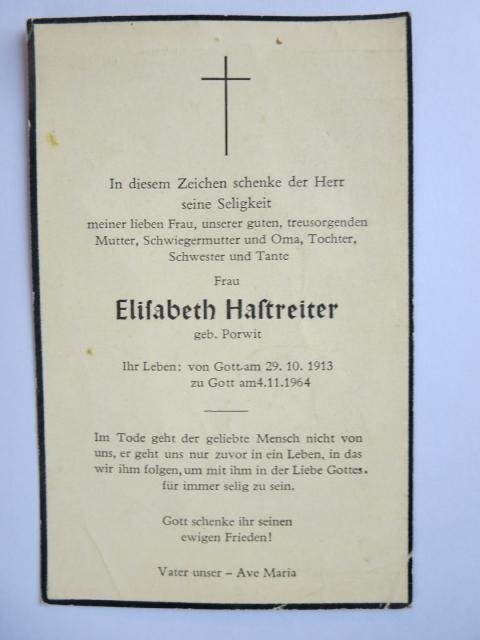 In diesem Zeichen schenke der Herr
seine Seligkeit
meiner lieben Frau, unserer guten, treusorgenden
Mutter, Schwiegermutter und Oma, Tochter,
Schwester und Tante
Frau
Eliſabeth Haſtreiter
geb. Porwit
Ihr Leben: von Gott am 29. 10. 1913
zu Gott am 4. 11. 1964
Im Tode geht der geliebte Mensch nicht von
uns, er geht uns nur zuvor in ein Leben, in das
wir ihm folgen, um mit ihm in der Liebe Gottes.
für immer selig zu sein.
Gott schenke ihr seinen
ewigen Frieden!
Vater unser – Ave Maria